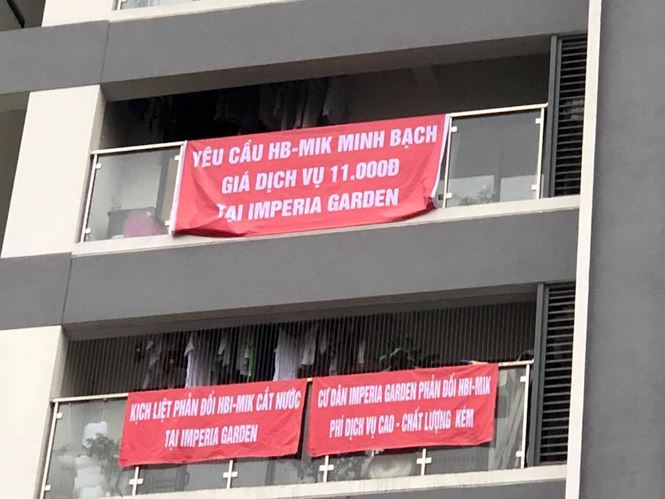 YÊU CẦU HB-MIK MINH BẠCH
GIÁ DỊCH VỤ 11.000Đ
TẠI IMPERIA GARDEN
KỊCH LIỆT PHẢN ĐỐI HBI-MIK CẮT NƯỚC
TẠI IMPERIA GARDEN
CƯ DÂN IMPERIA GARDEN PHẢN ĐỐI HBI-MIK
PHÍ DỊCH VỤ CAO - CHẤT LƯỢNG KÉM